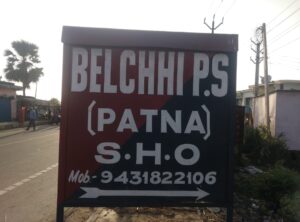 BELCHHI P.S
(PATNA)
S.H.O
Mob- 9431822106